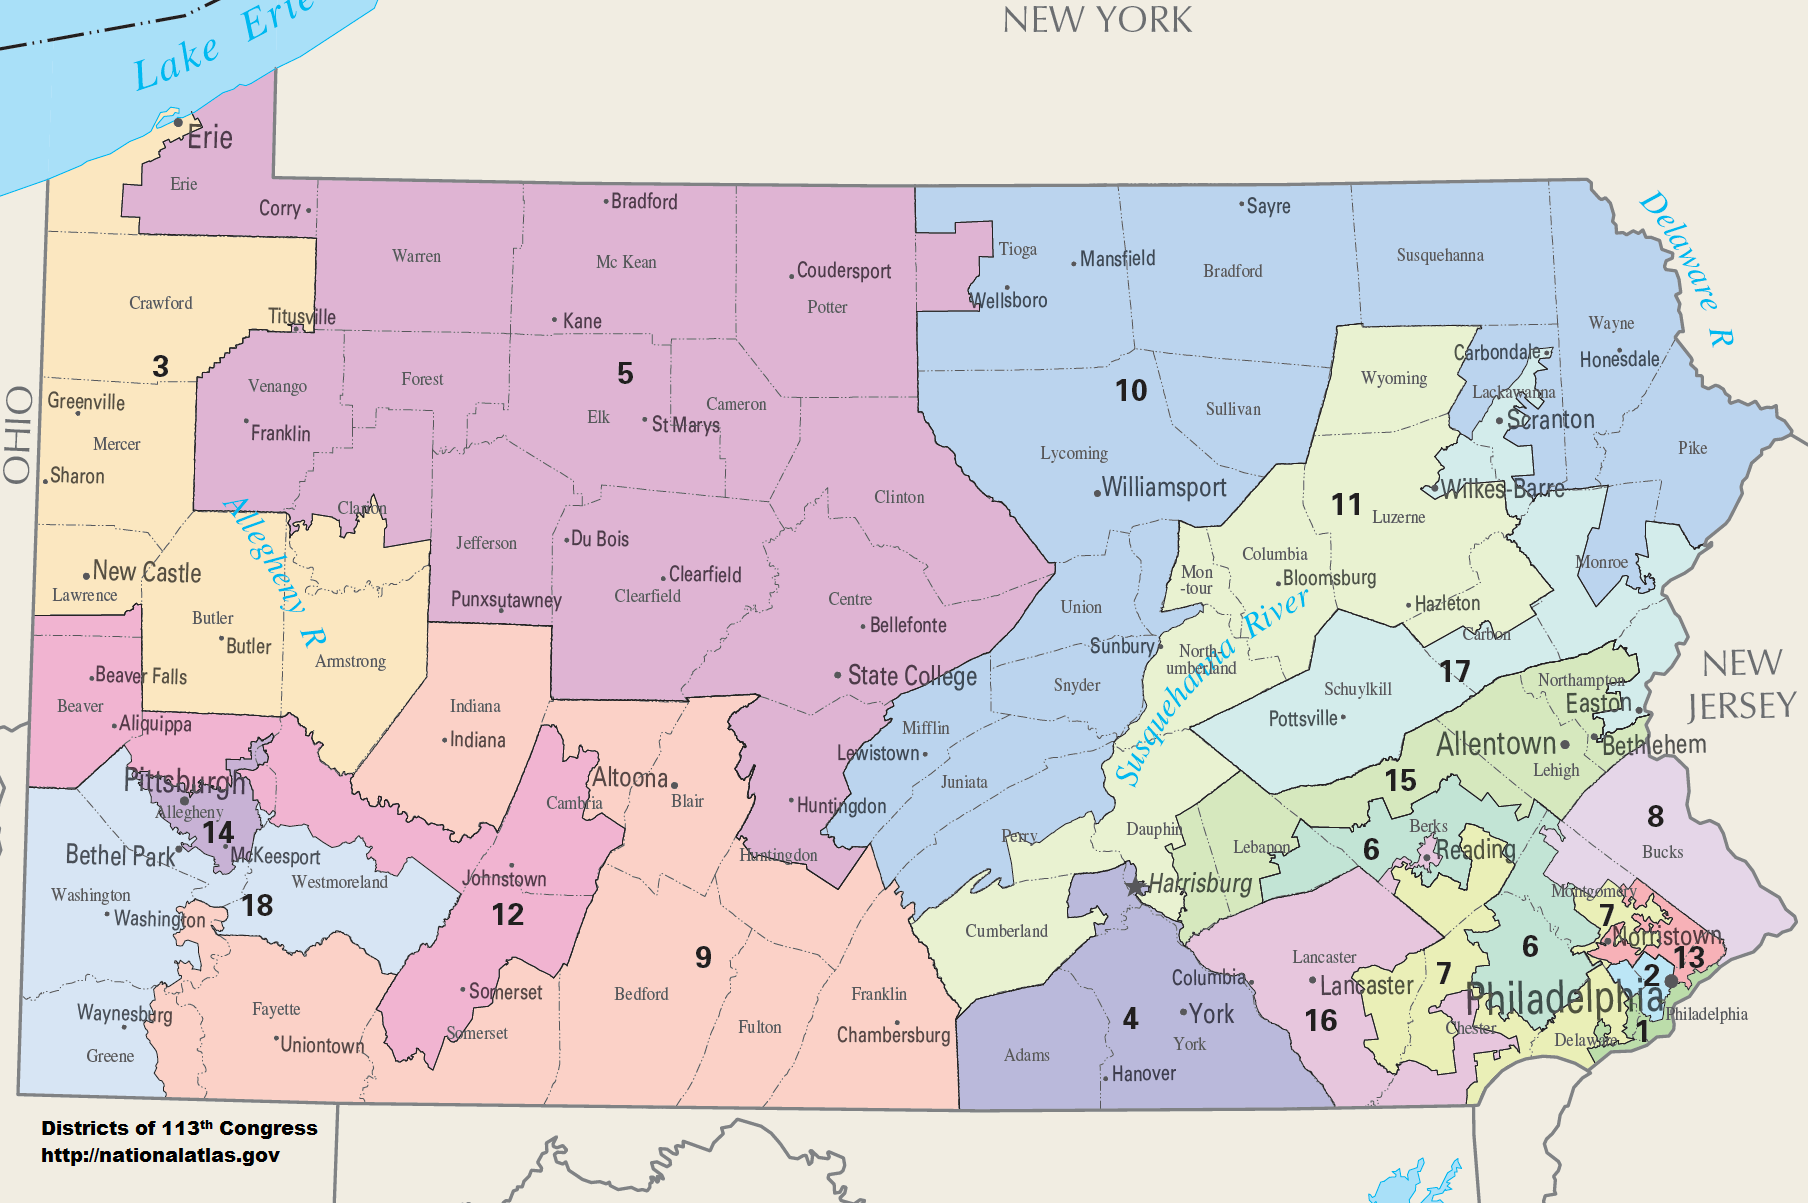 NEW YORK
Lake Erie
Erie
Erie
Corry
Bradford
Sayre
Delaware R
Warren
Mc Kean
Coudersport
Potter
Tioga
Mansfield
Bradford
Susquehanna
Wellsboro
Crawford
Titusville
Kane
Wayne
Honesdale
Carbondale
3
Venango
Forest
5
10
Wyoming
Lackawanna
OHIO
Greenville
Mercer
Franklin
Elk
St Marys
Cameron
Sullivan
Scranton
Sharon
Lycoming
Pike
Clarion
Clinton
Williamsport
Wilkes-Barre
11
Luzerne
Allegheny R
Jefferson
Du Bois
New Castle
Lawrence
Clearfield
Clearfield
Columbia
Mon
-tour
Bloomsburg
Monroe
Punxsutawney
Centre
Bellefonte
Union
Susquehanna River
Hazleton
Butler
Butler
Armstrong
Sunbury
North-
umberland
Carbon
17
NEW
JERSEY
Beaver Falls
Beaver
Aliquippa
State College
Snyder
Schuylkill
Pottsville
Northampton
Easton
Indiana
Indiana
Mifflin
Lewistown
Allentown
Bethlehem
Lehigh
Pittsburgh
Allegheny
14
Altoona
Blair
Cambria
Huntingdon
Huntingdon
Juniata
15
8
Bucks
Bethel Park
McKeesport
Perry
Dauphin
Lebanon
6
Berks
Reading
Westmoreland
Washington
Washington
18
Johnstown
12
Harrisburg
Montgomery
7
Norristown
13
Cumberland
9
Lancaster
Lancaster
Columbia
7
6
2
Philadelphia
Philadelphia
1
Waynesburg
Greene
Fayette
Uniontown
Somerset
Somerset
Bedford
Fulton
Franklin
Chambersburg
4
York
York
Adams
Hanover
16
Chester
Delaware
Districts of 113th Congress
http://nationalatlas.gov